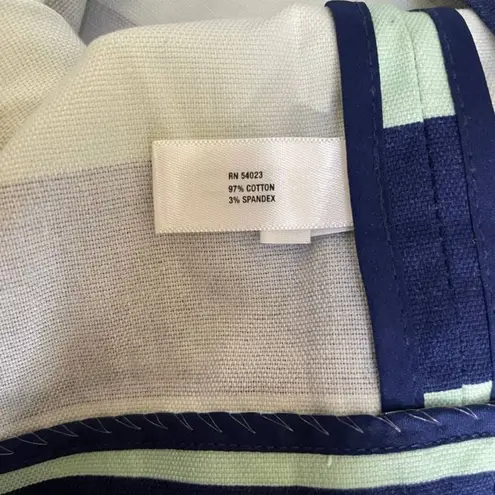 RN 54023
97% COTTON
3% SPANDEX